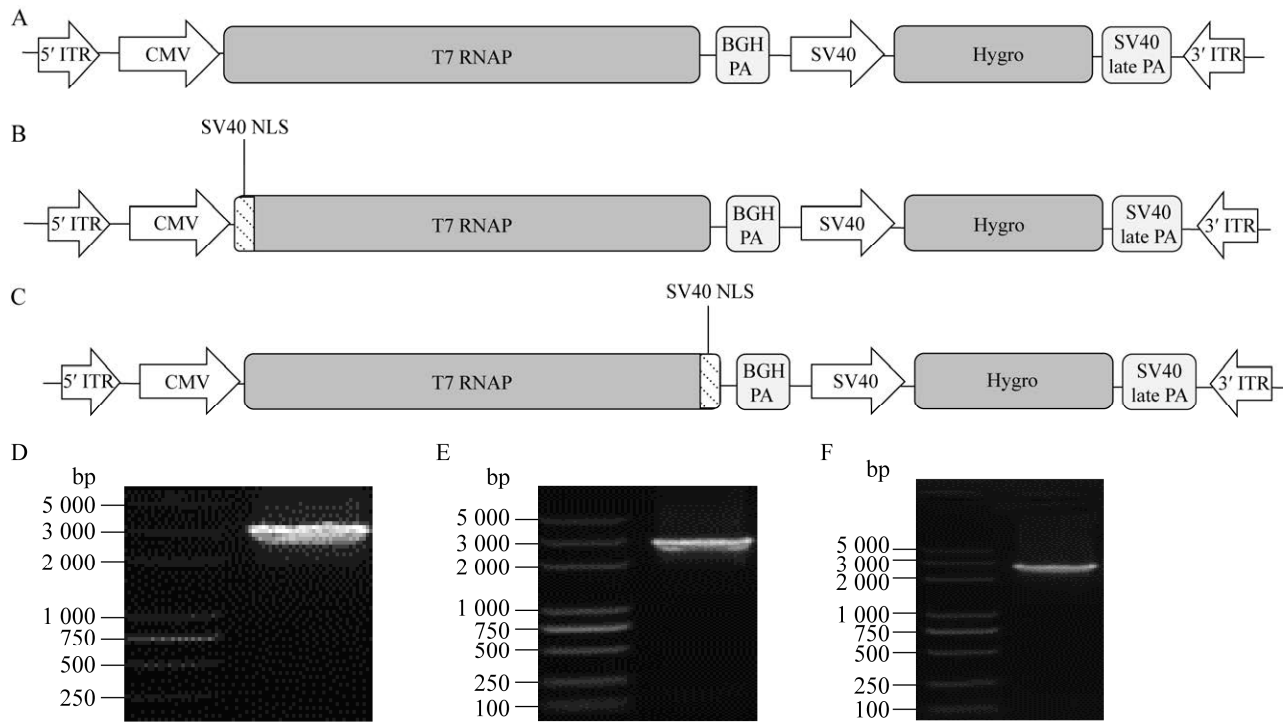 A
5′ ITR
CMV
T7 RNAP
BGH
PA
SV40
Hygro
SV40
late PA
3′ ITR
B
SV40 NLS
5′ ITR
CMV
T7 RNAP
BGH
PA
SV40
Hygro
SV40
late PA
3′ ITR
C
SV40 NLS
5′ ITR
CMV
T7 RNAP
BGH
PA
SV40
Hygro
SV40
late PA
3′ ITR
D
bp
5 000
3 000
2 000
1 000
750
500
250
E
bp
5 000
3 000
2 000
1 000
750
500
250
100
F
bp
5 000
3 000
2 000
1 000
750
500
250
100